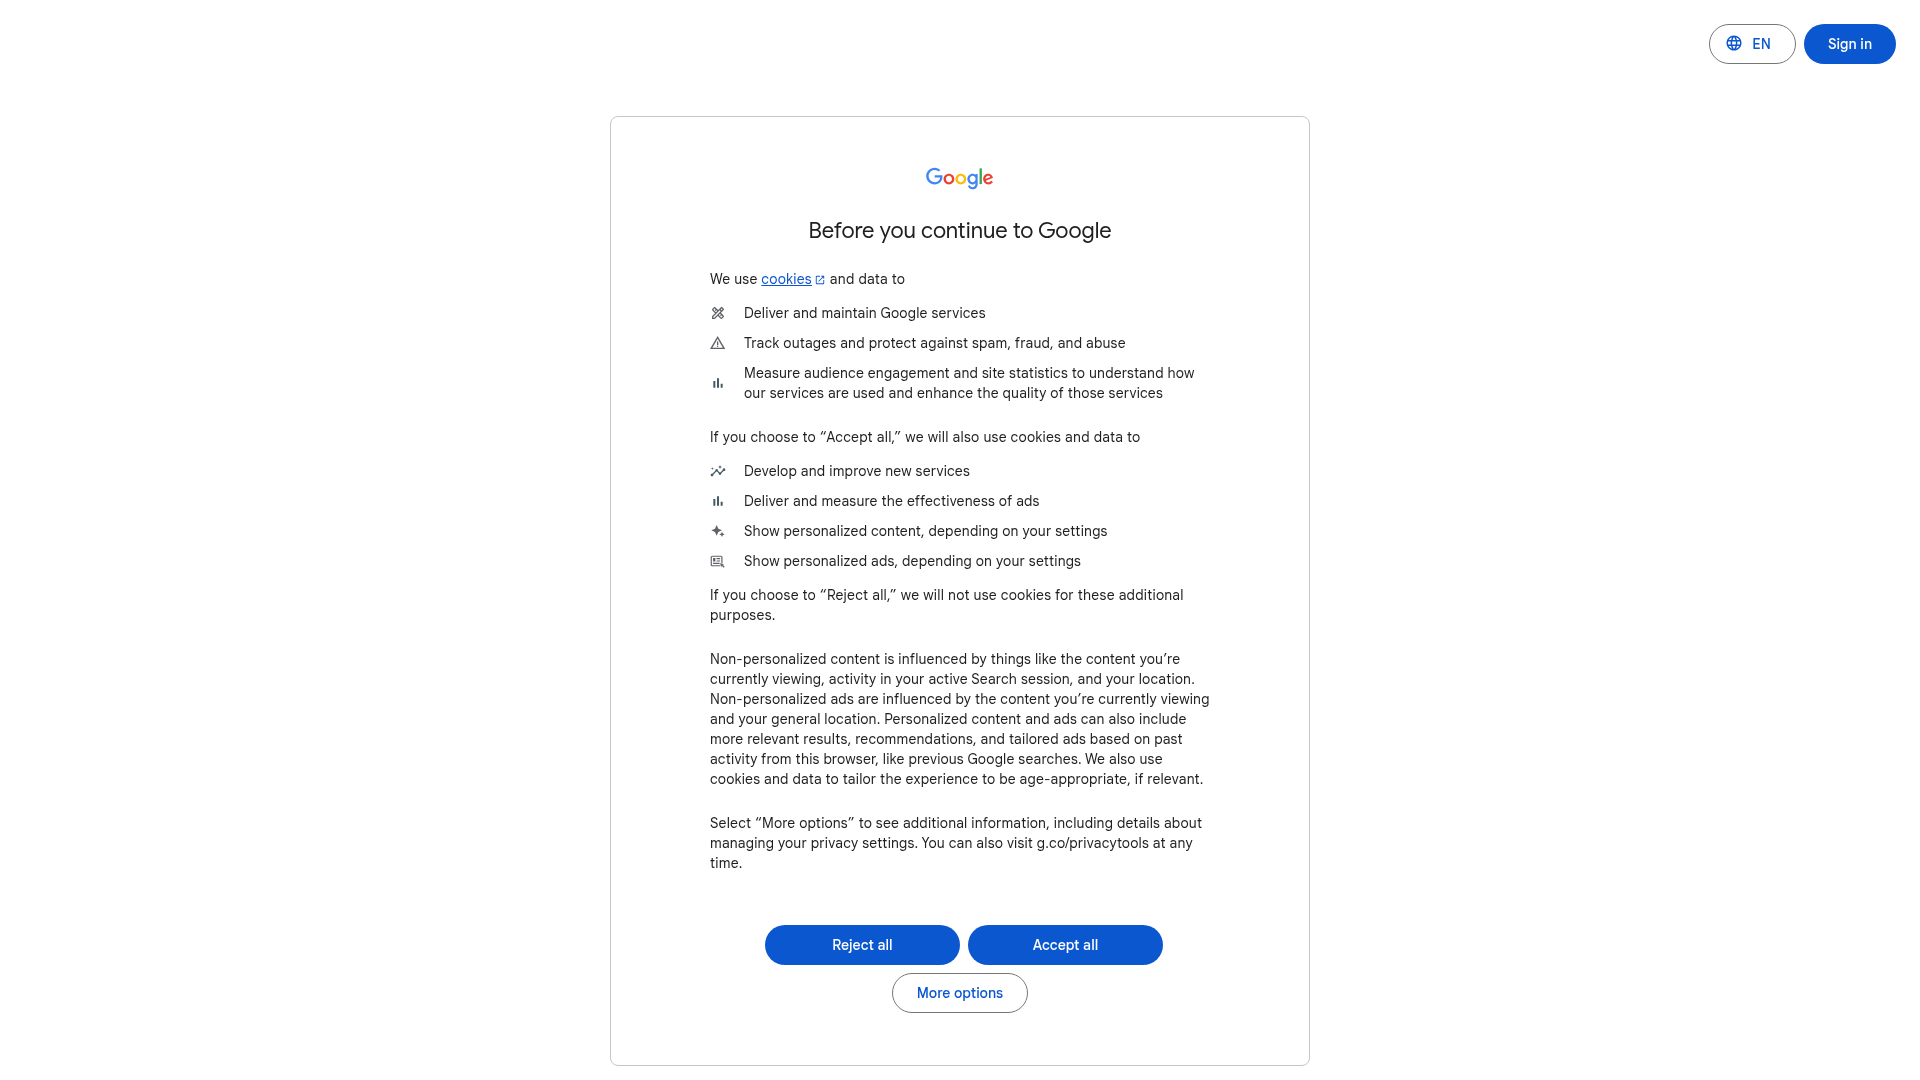 EN
Sign in
Google
Before you continue to Google
We use cookies and data to
Deliver and maintain Google services
Track outages and protect against spam, fraud, and abuse
Measure audience engagement and site statistics to understand how
our services are used and enhance the quality of those services
If you choose to “Accept all,” we will also use cookies and data to
Develop and improve new services
Deliver and measure the effectiveness of ads
Show personalized content, depending on your settings
Show personalized ads, depending on your settings
If you choose to “Reject all,” we will not use cookies for these additional
purposes.
Non-personalized content is influenced by things like the content you’re
currently viewing, activity in your active Search session, and your location.
Non-personalized ads are influenced by the content you’re currently viewing
and your general location. Personalized content and ads can also include
more relevant results, recommendations, and tailored ads based on past
activity from this browser, like previous Google searches. We also use
cookies and data to tailor the experience to be age-appropriate, if relevant.
Select “More options” to see additional information, including details about
managing your privacy settings. You can also visit g.co/privacytools at any
time.
Reject all
Accept all
More options